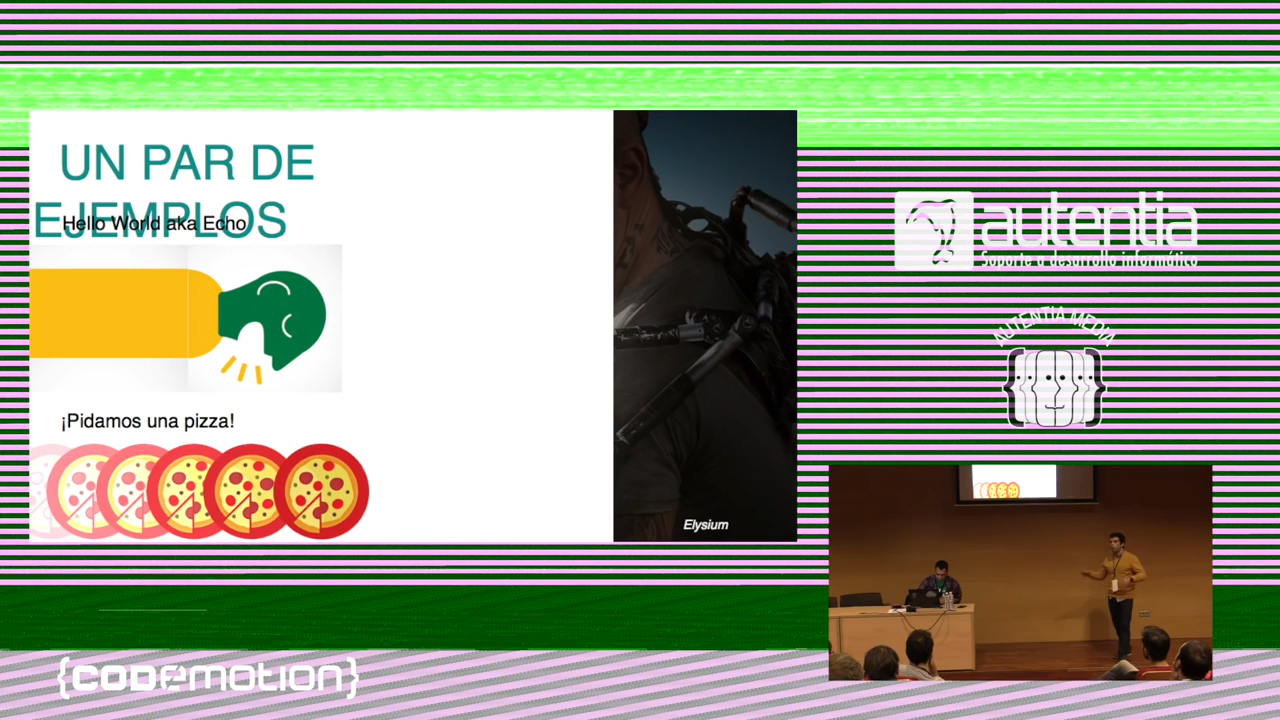 UN PAR DE
EJEMPLOS
Hello World aka Echo
¡Pidamos una pizza!
Elysium
autentia
Soporte a desarrollo informático
AUTENTIA MEDIA
{CODEMOTION}